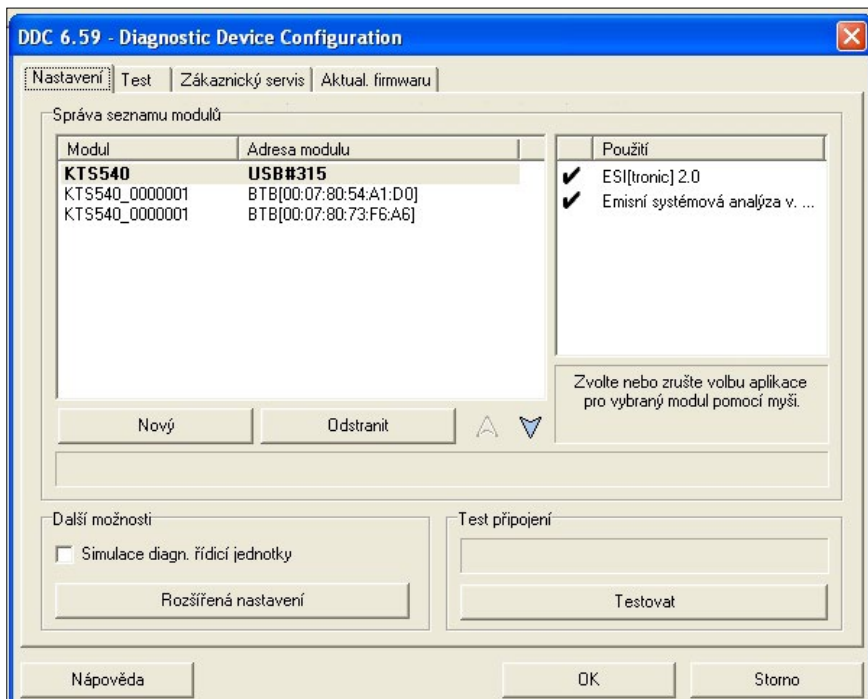 DDC 6.59 - Diagnostic Device Configuration
Nastavení Test Zákaznický servis Aktual. firmwaru
Správa seznamu modulů
Modul Adresa modulu
KTS540 USB#315
KTS540_0000001 BTB[00:07:80:54:A1:D0]
KTS540_0000001 BTB[00:07:80:73:F6:A6]
Použití
ESI[tronic] 2.0
Emisní systémová analýza v. ...
Zvolte nebo zrušte volbu aplikace
pro vybraný modul pomocí myši.
Nový Odstranit
Další možnosti
Simulace diagn. řídicí jednotky
Rozšířená nastavení
Test připojení
Testovat
Nápověda OK Storno